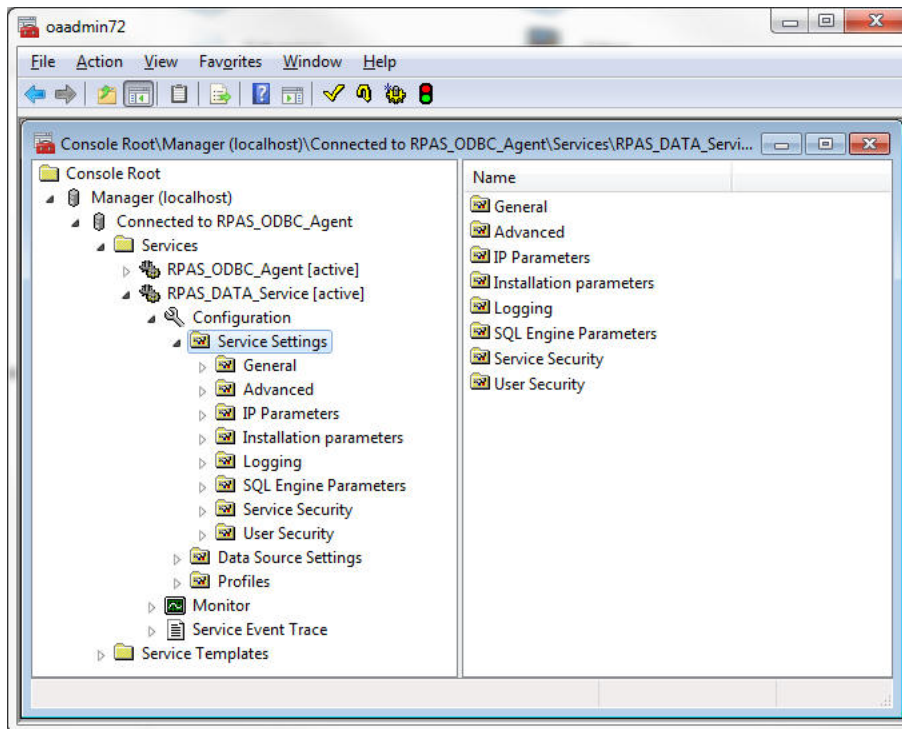 oaadmin72
File Action View Favorites Window Help
Console Root\Manager (localhost)\Connected to RPAS_ODBC_Agent\Services\RPAS_DATA_Servi...
Console Root
Manager (localhost)
Connected to RPAS_ODBC_Agent
Services
RPAS_ODBC_Agent [active]
RPAS_DATA_Service [active]
Configuration
Service Settings
General
Advanced
IP Parameters
Installation parameters
Logging
SQL Engine Parameters
Service Security
User Security
Data Source Settings
Profiles
Monitor
Service Event Trace
Service Templates
Name
General
Advanced
IP Parameters
Installation parameters
Logging
SQL Engine Parameters
Service Security
User Security